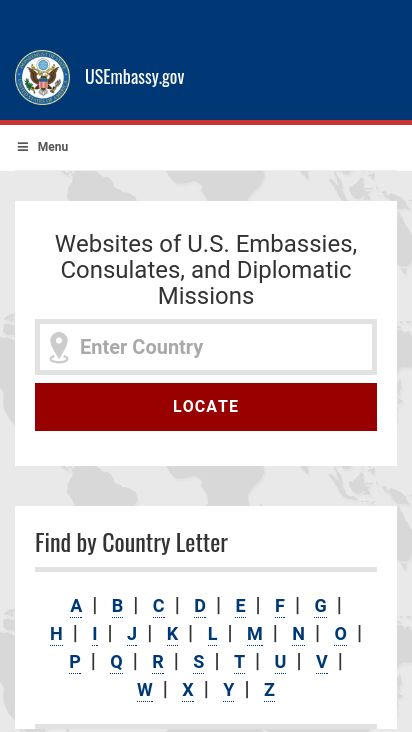 USEmbassy.gov
Menu
Websites of U.S. Embassies,
Consulates, and Diplomatic
Missions
Enter Country
LOCATE
Find by Country Letter
A | B | C | D | E | F | G |
H | I | J | K | L | M | N | O |
P | Q | R | S | T | U | V |
W | X | Y | Z